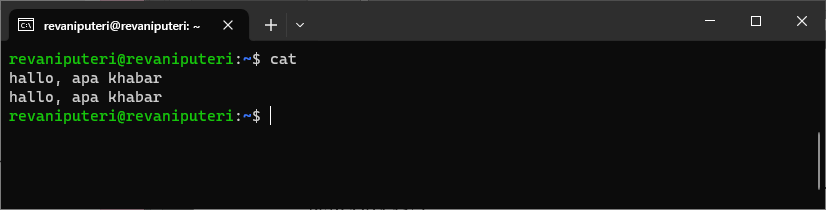 revaniputeri@revaniputeri: ~
revaniputeri@revaniputeri:~$ cat
hallo, apa khabar
hallo, apa khabar
revaniputeri@revaniputeri:~$